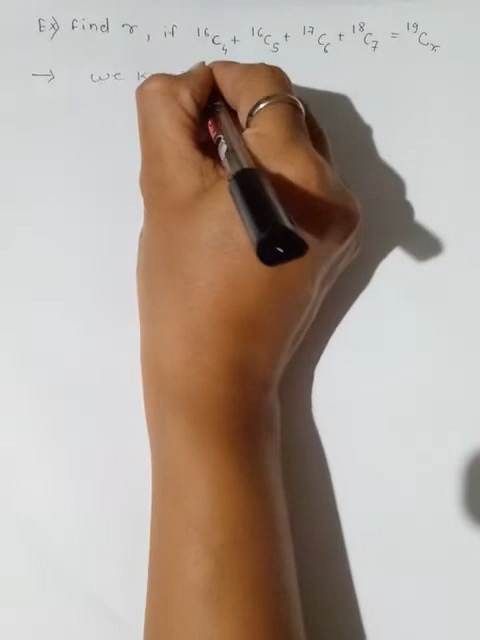 Ex) find r, if ¹⁶C₄ + ¹⁶C₅ + ¹⁷C₆ + ¹⁸C₇ = ¹⁹Cᵣ
→ we